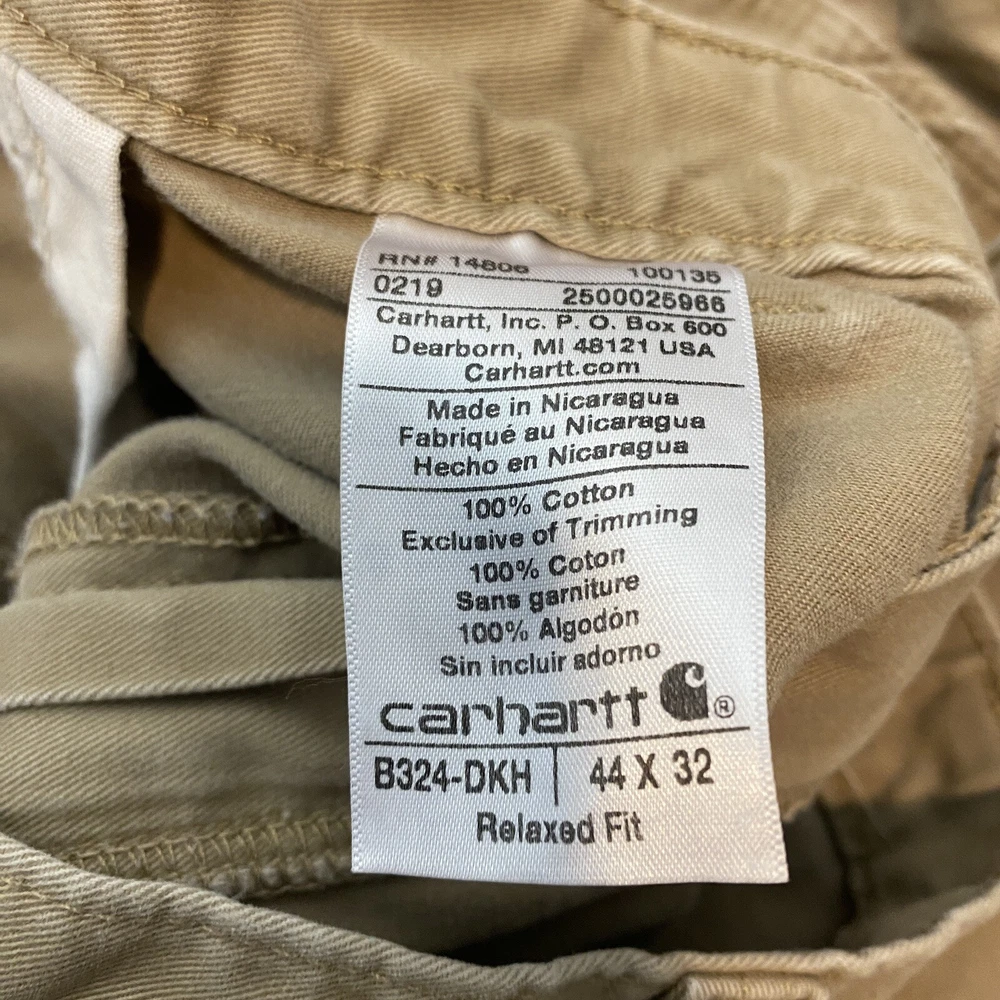 RN# 14806 100135
0219 2500025966
Carhartt, Inc. P. O. Box 600
Dearborn, MI 48121 USA
Carhartt.com
Made in Nicaragua
Fabriqué au Nicaragua
Hecho en Nicaragua
100% Cotton
Exclusive of Trimming
100% Coton
Sans garniture
100% Algodón
Sin incluir adorno
carhartt ®
B324-DKH 44 X 32
Relaxed Fit